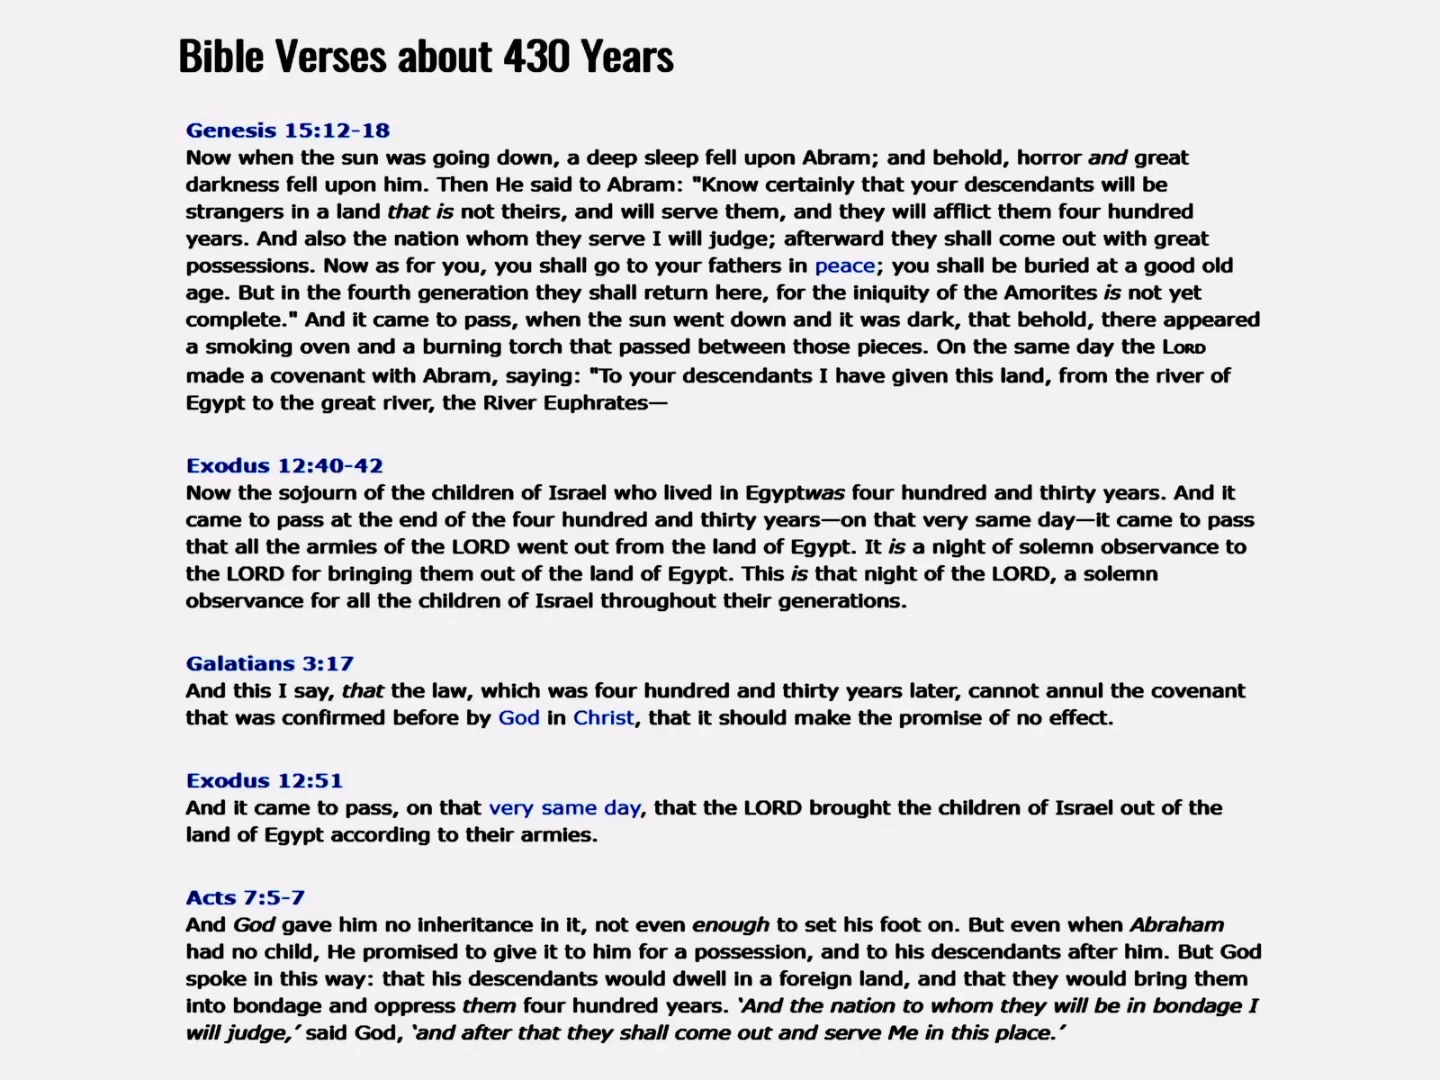 Bible Verses about 430 Years
Genesis 15:12-18
Now when the sun was going down, a deep sleep fell upon Abram; and behold, horror and great
darkness fell upon him. Then He said to Abram: "Know certainly that your descendants will be
strangers in a land that is not theirs, and will serve them, and they will afflict them four hundred
years. And also the nation whom they serve I will judge; afterward they shall come out with great
possessions. Now as for you, you shall go to your fathers in peace; you shall be buried at a good old
age. But in the fourth generation they shall return here, for the iniquity of the Amorites is not yet
complete." And it came to pass, when the sun went down and it was dark, that behold, there appeared
a smoking oven and a burning torch that passed between those pieces. On the same day the LORD
made a covenant with Abram, saying: "To your descendants I have given this land, from the river of
Egypt to the great river, the River Euphrates—
Exodus 12:40-42
Now the sojourn of the children of Israel who lived in Egyptwas four hundred and thirty years. And it
came to pass at the end of the four hundred and thirty years—on that very same day—it came to pass
that all the armies of the LORD went out from the land of Egypt. It is a night of solemn observance to
the LORD for bringing them out of the land of Egypt. This is that night of the LORD, a solemn
observance for all the children of Israel throughout their generations.
Galatians 3:17
And this I say, that the law, which was four hundred and thirty years later, cannot annul the covenant
that was confirmed before by God in Christ, that it should make the promise of no effect.
Exodus 12:51
And it came to pass, on that very same day, that the LORD brought the children of Israel out of the
land of Egypt according to their armies.
Acts 7:5-7
And God gave him no inheritance in it, not even enough to set his foot on. But even when Abraham
had no child, He promised to give it to him for a possession, and to his descendants after him. But God
spoke in this way: that his descendants would dwell in a foreign land, and that they would bring them
into bondage and oppress them four hundred years. ‘And the nation to whom they will be in bondage I
will judge,’ said God, ‘and after that they shall come out and serve Me in this place.’